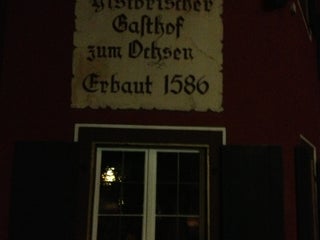 Historischer
Gasthof
zum Ochsen
Erbaut 1586